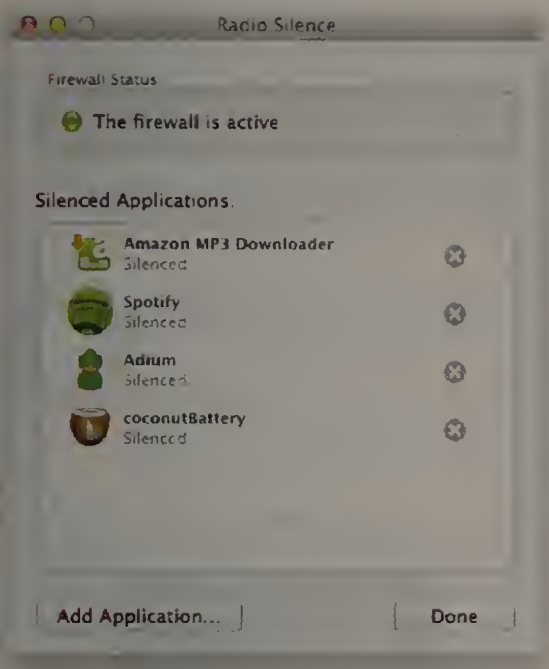 Radio Silence
Firewall Status
The firewall is active
Silenced Applications:
Amazon MP3 Downloader
Silenced
Spotify
Silenced
Adium
Silenced
coconutBattery
Silenced
Add Application...
Done